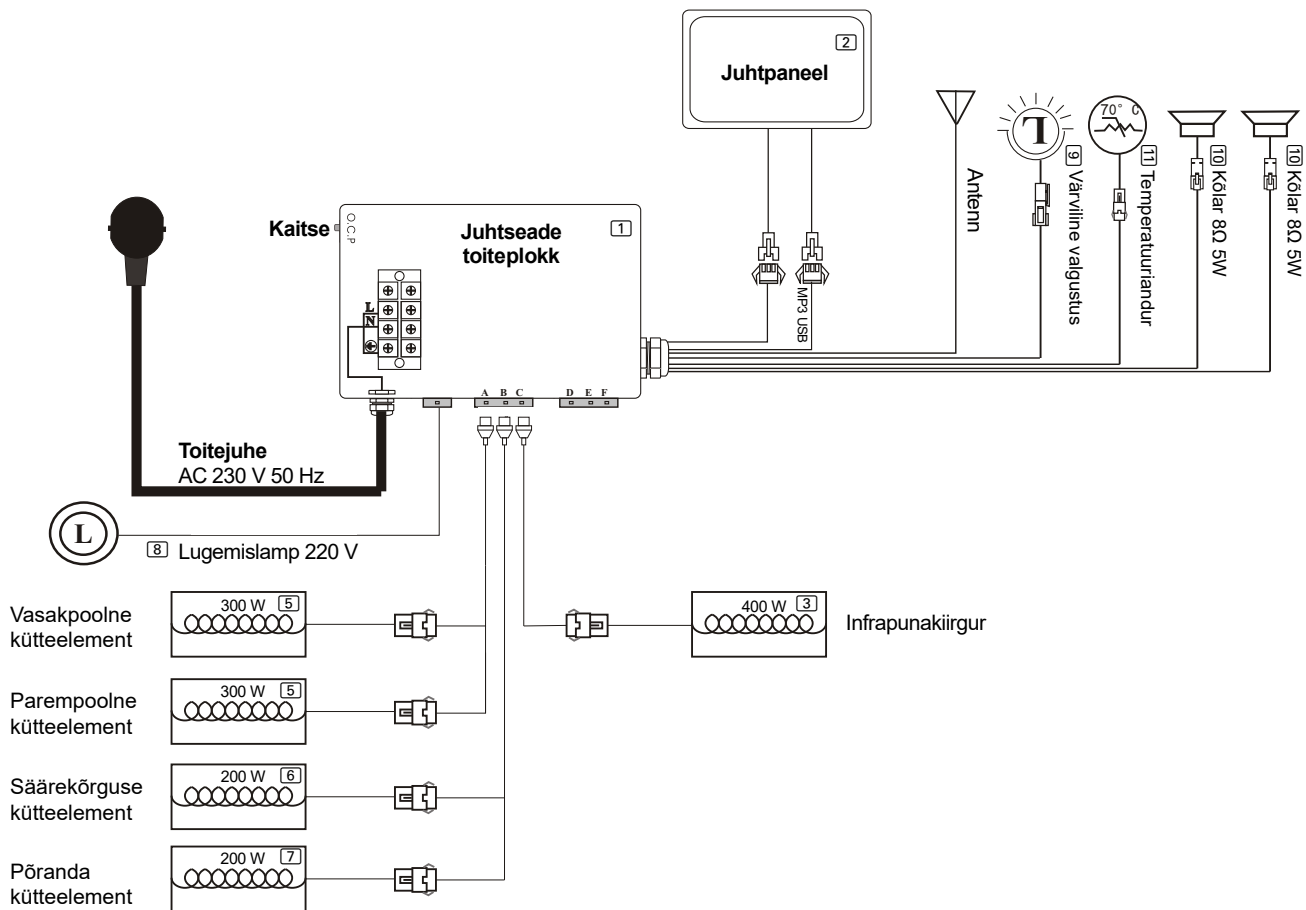 2
Juhtpaneel
70° C
L
Antenn
9 Värviline valgustus
11 Temperatuuriandur
10 Kõlar 8Ω 5W
10 Kõlar 8Ω 5W
Kaitse
O.C.P
Juhtseade
toiteplokk
1
MP3 USB
L
N
A B C
D E F
Toitejuhe
AC 230 V 50 Hz
L
8 Lugemislamp 220 V
Vasakpoolne
kütteelement
300 W 5
400 W 3
Infrapunakiirgur
Parempoolne
kütteelement
300 W 5
Säärekõrguse
kütteelement
200 W 6
Põranda
kütteelement
200 W 7